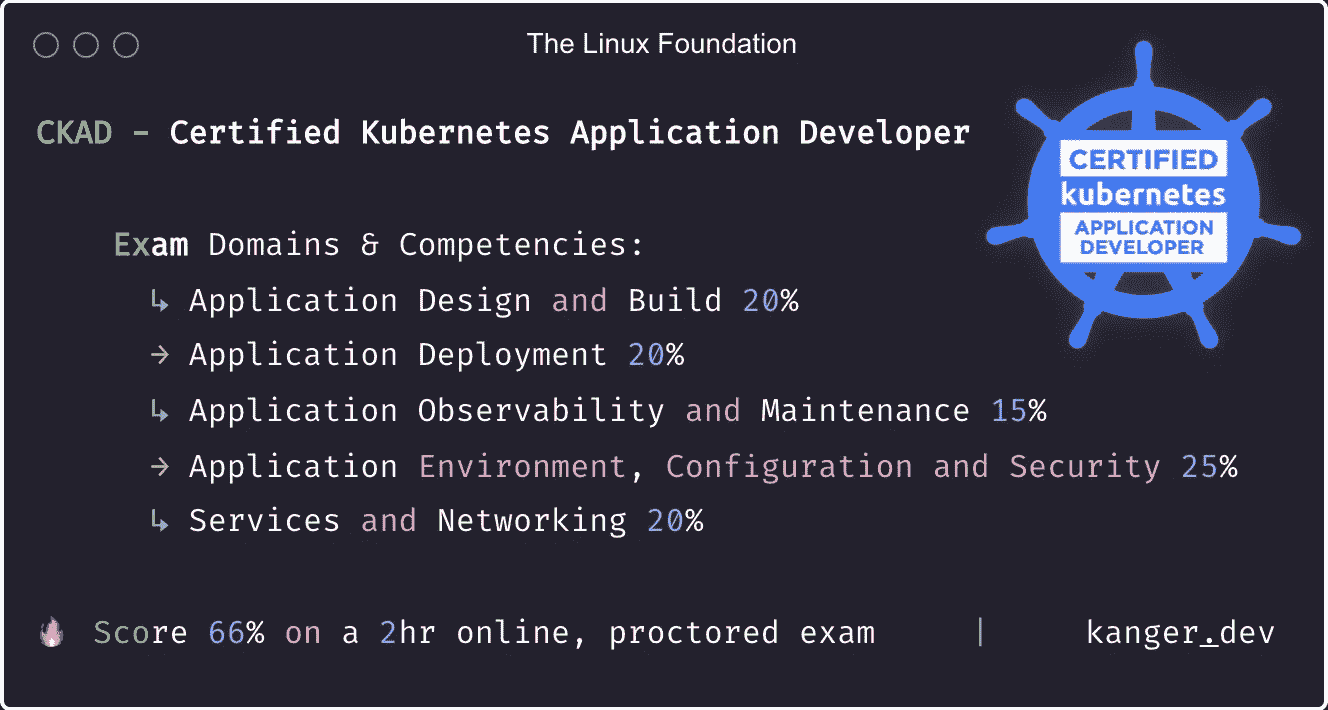 The Linux Foundation
CKAD - Certified Kubernetes Application Developer
CERTIFIED
kubernetes
APPLICATION
DEVELOPER
Exam Domains & Competencies:
↳ Application Design and Build 20%
→ Application Deployment 20%
↳ Application Observability and Maintenance 15%
→ Application Environment, Configuration and Security 25%
↳ Services and Networking 20%
🔥 Score 66% on a 2hr online, proctored exam | kanger.dev